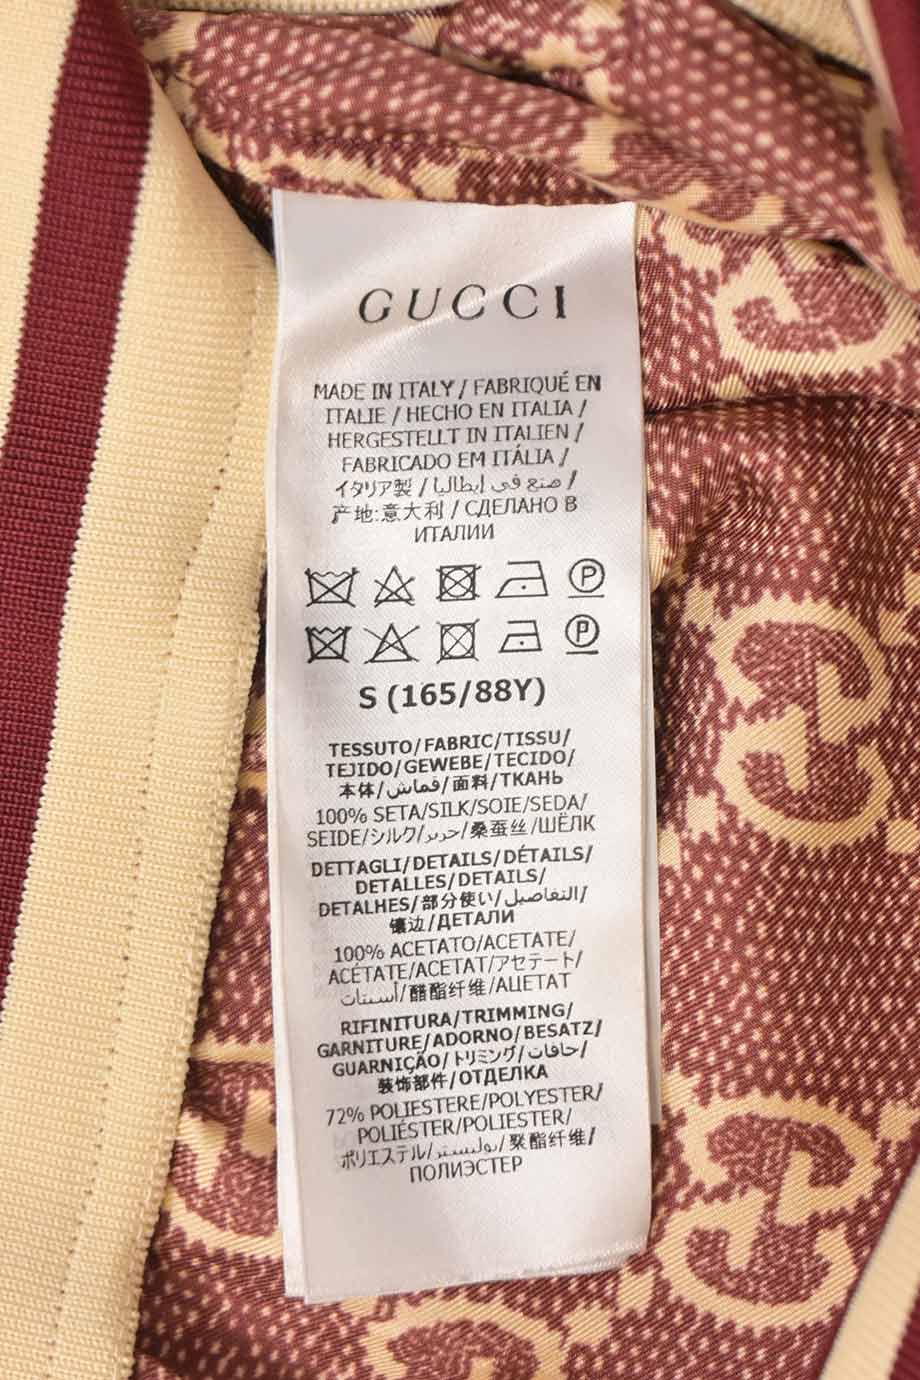 GUCCI
MADE IN ITALY / FABRIQUÉ EN
ITALIE / HECHO EN ITALIA /
HERGESTELLT IN ITALIEN /
FABRICADO EM ITÁLIA /
イタリア製 / صنع في إيطاليا /
产地:意大利 / СДЕЛАНО В
ИТАЛИИ
P
P
S (165/88Y)
TESSUTO/FABRIC/TISSU/
TEJIDO/GEWEBE/TECIDO/
本体/قماش/面料/ТКАНЬ
100% SETA/SILK/SOIE/SEDA/
SEIDE/シルク/حرير/桑蚕丝/ШЁЛК
DETTAGLI/DETAILS/DÉTAILS/
DETALLES/DETAILS/
DETALHES/部分使い/التفاصيل/
镶边/ДЕТАЛИ
100% ACETATO/ACETATE/
ACÉTATE/ACETAT/アセテート/
أسيتات/醋酯纤维/АЦЕТАТ
RIFINITURA/TRIMMING/
GARNITURE/ADORNO/BESATZ/
GUARNIÇÃO/トリミング/حافات/
装饰部件/ОТДЕЛКА
72% POLIESTERE/POLYESTER/
POLIÉSTER/POLIESTER/
ポリエステル/بوليستر/聚酯纤维/
ПОЛИЭСТЕР